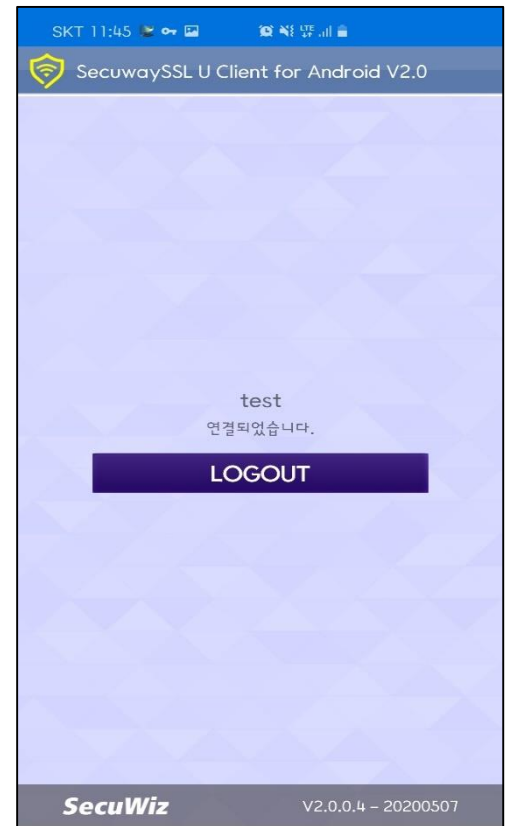 SKT 11:45 LTE
SecuwaySSL U Client for Android V2.0
test
연결되었습니다.
LOGOUT
SecuWiz V2.0.0.4 – 20200507